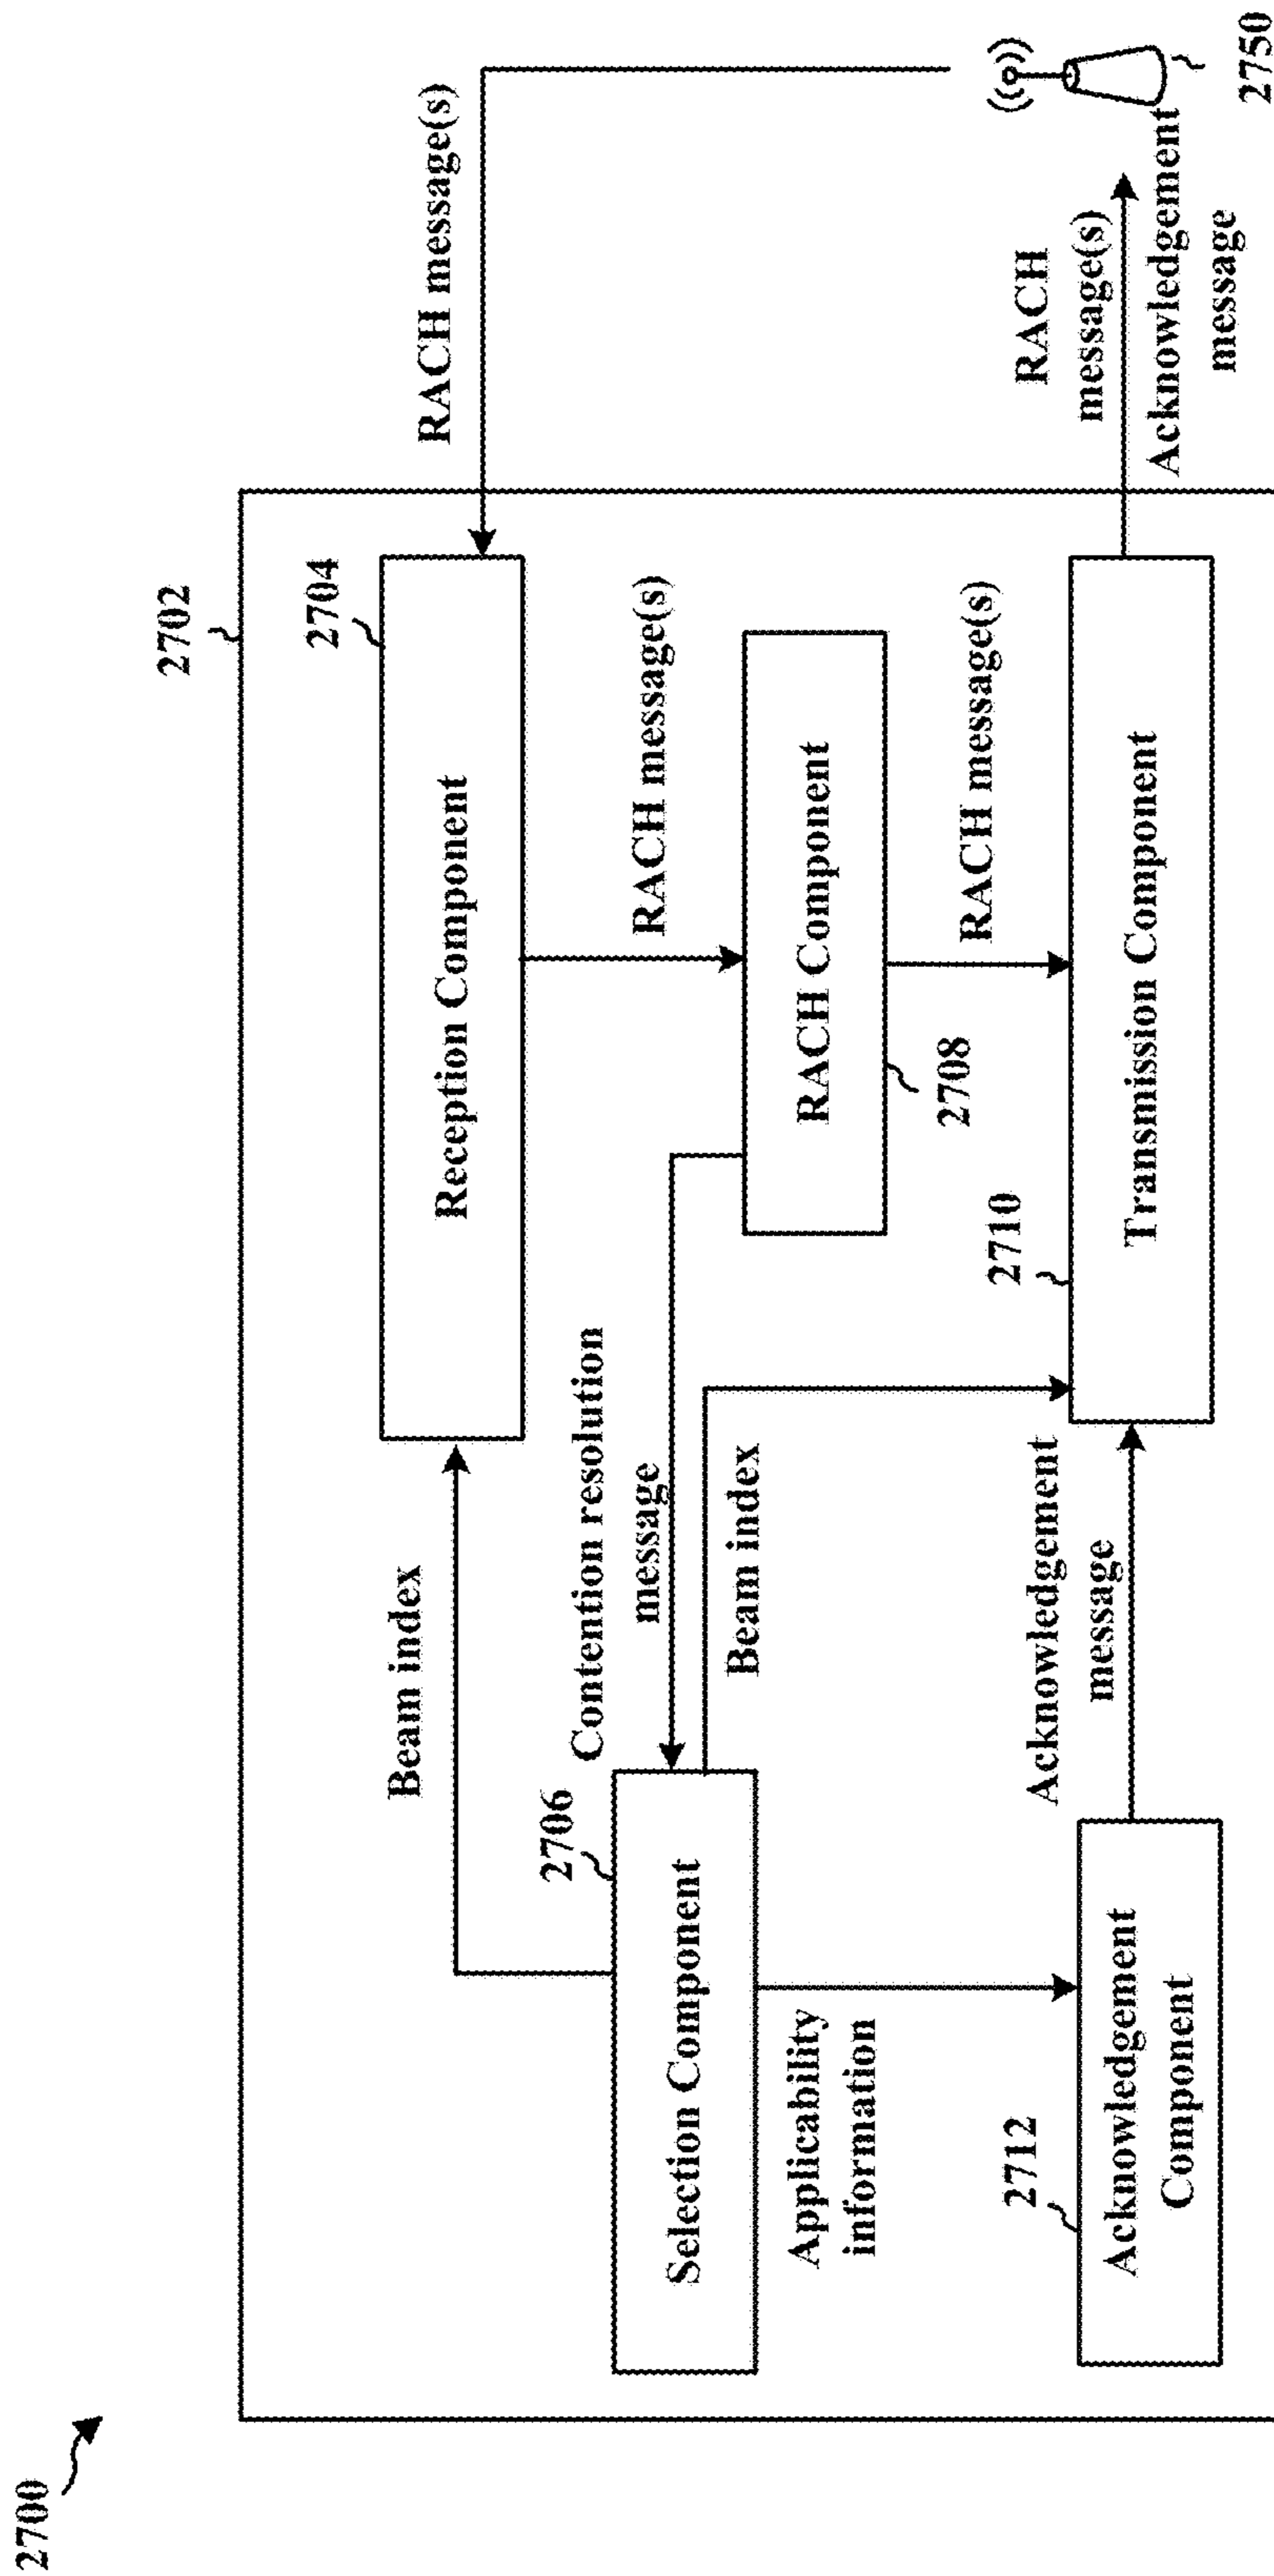 2700
2702
RACH message(s)
2704
Reception Component
Beam index
RACH message(s)
2706
Selection Component
Contention resolution
message
Beam index
RACH Component
2708
RACH message(s)
Applicability
information
2710
Transmission Component
2712
Acknowledgement
Component
Acknowledgement
message
RACH
message(s)
Acknowledgement
message
2750